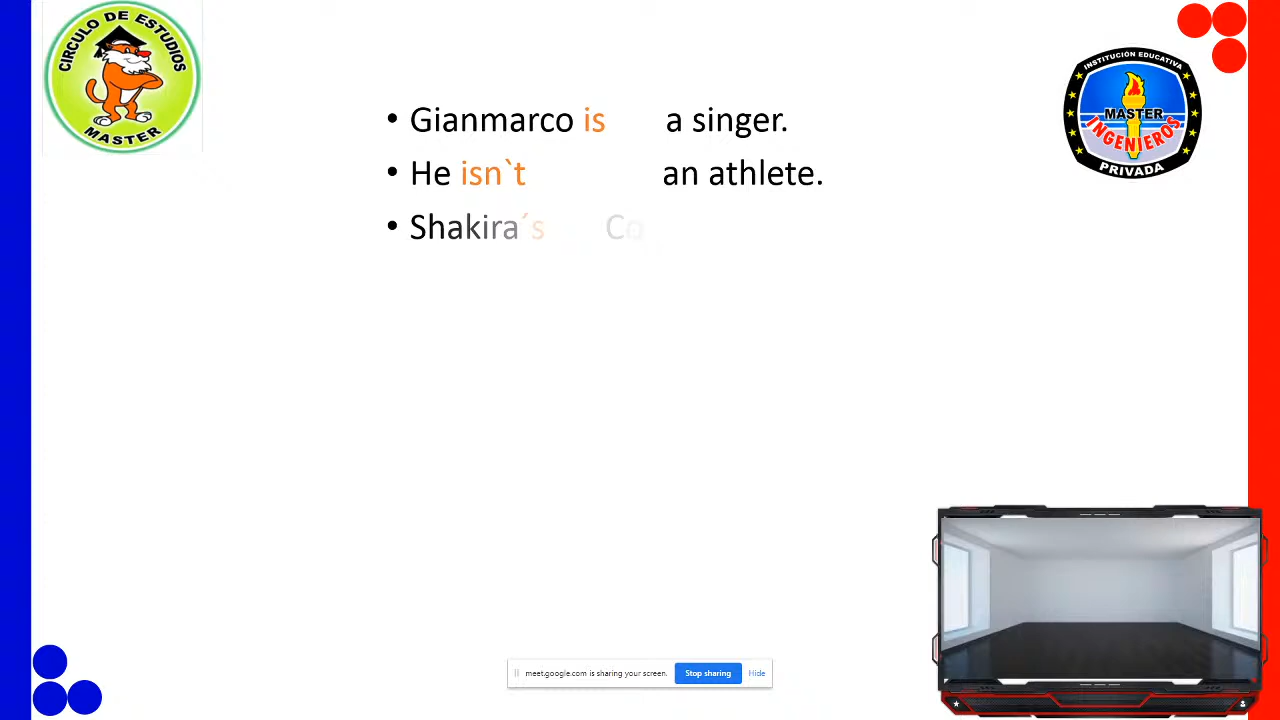 CIRCULO DE ESTUDIOS
MASTER
INSTITUCIÓN EDUCATIVA
MASTER
INGENIEROS
PRIVADA
• Gianmarco is a singer.
• He isn`t an athlete.
• Shakira´s Co
meet.google.com is sharing your screen.
Stop sharing
Hide